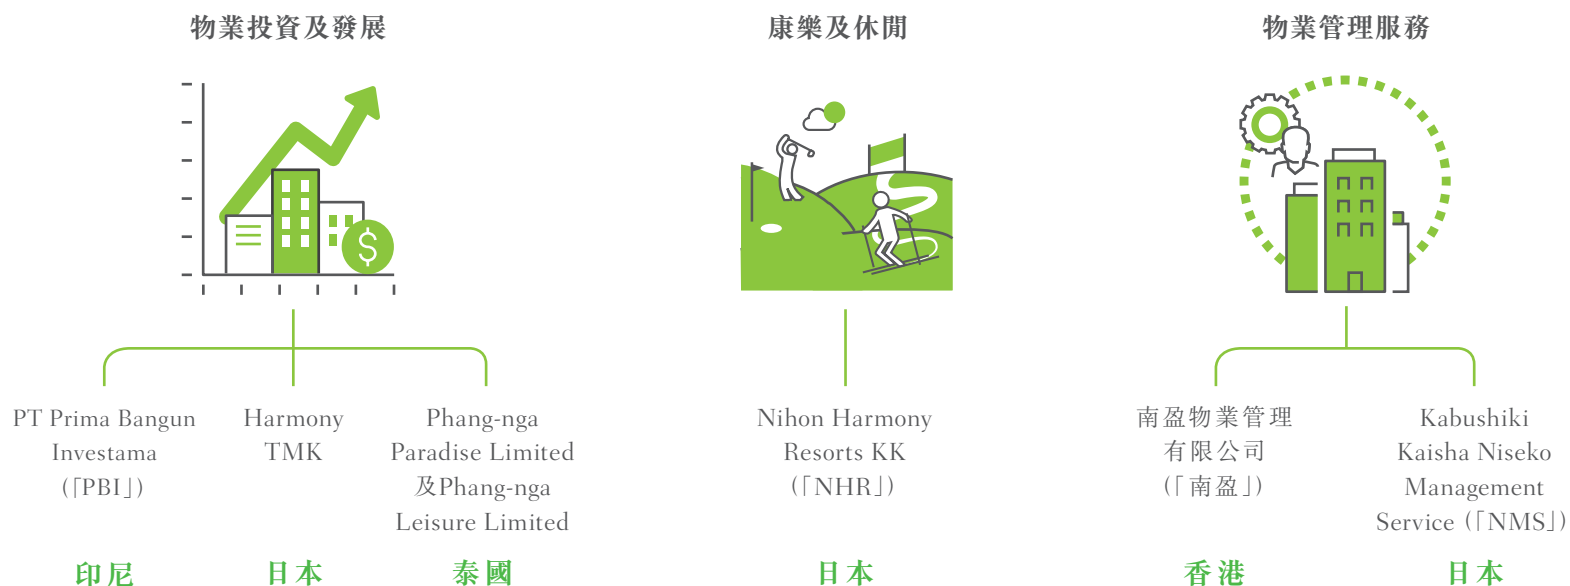 物業投資及發展
PT Prima Bangun
Investama
(「PBI」)
印尼
Harmony
TMK
日本
Phang-nga
Paradise Limited
及Phang-nga
Leisure Limited
泰國
康樂及休閒
Nihon Harmony
Resorts KK
(「NHR」)
日本
物業管理服務
南盈物業管理
有限公司
(「南盈」)
香港
Kabushiki
Kaisha Niseko
Management
Service (「NMS」)
日本
$